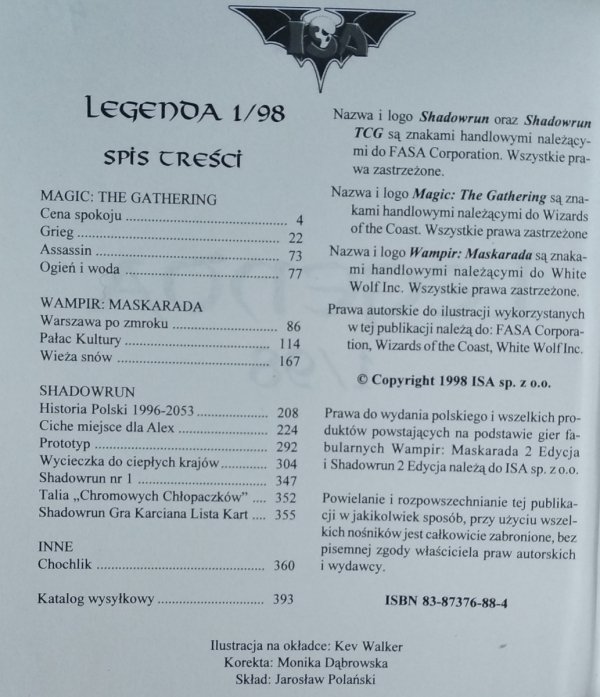 ISA
LEGENDA 1/98
SPIS TREŚCI
MAGIC: THE GATHERING
Cena spokoju ........................................ 4
Grieg ........................................ 22
Assassin ........................................ 73
Ogień i woda ........................................ 77
WAMPIR: MASKARADA
Warszawa po zmroku ........................... 86
Pałac Kultury ........................................ 114
Wieża snów ........................................ 167
SHADOWRUN
Historia Polski 1996-2053 ................... 208
Ciche miejsce dla Alex ........................ 224
Prototyp ........................................ 292
Wycieczka do ciepłych krajów ............ 304
Shadowrun nr 1 ................................... 347
Talia „Chromowych Chłopaczków” .... 352
Shadowrun Gra Karciana Lista Kart .... 355
INNE
Chochlik ........................................ 360
Katalog wysyłkowy ............................. 393
Nazwa i logo Shadowrun oraz Shadowrun
TCG są znakami handlowymi należący-
mi do FASA Corporation. Wszystkie pra-
wa zastrzeżone.
Nazwa i logo Magic: The Gathering są zna-
kami handlowymi należącymi do Wizards
of the Coast. Wszystkie prawa zastrzeżone
Nazwa i logo Wampir: Maskarada są znaka-
mi handlowymi należącymi do White
Wolf Inc. Wszystkie prawa zastrzeżone.
Prawa autorskie do ilustracji wykorzystanych
w tej publikacji należą do: FASA Corpora-
tion, Wizards of the Coast, White Wolf Inc.
© Copyright 1998 ISA sp. z o.o.
Prawa do wydania polskiego i wszelkich pro-
duktów powstających na podstawie gier fa-
bularnych Wampir: Maskarada 2 Edycja
i Shadowrun 2 Edycja należą do ISA sp. z o.o.
Powielanie i rozpowszechnianie tej publika-
cji w jakikolwiek sposób, przy użyciu wszel-
kich nośników jest całkowicie zabronione, bez
pisemnej zgody właściciela praw autorskich
i wydawcy.
ISBN 83-87376-88-4
Ilustracja na okładce: Kev Walker
Korekta: Monika Dąbrowska
Skład: Jarosław Polański